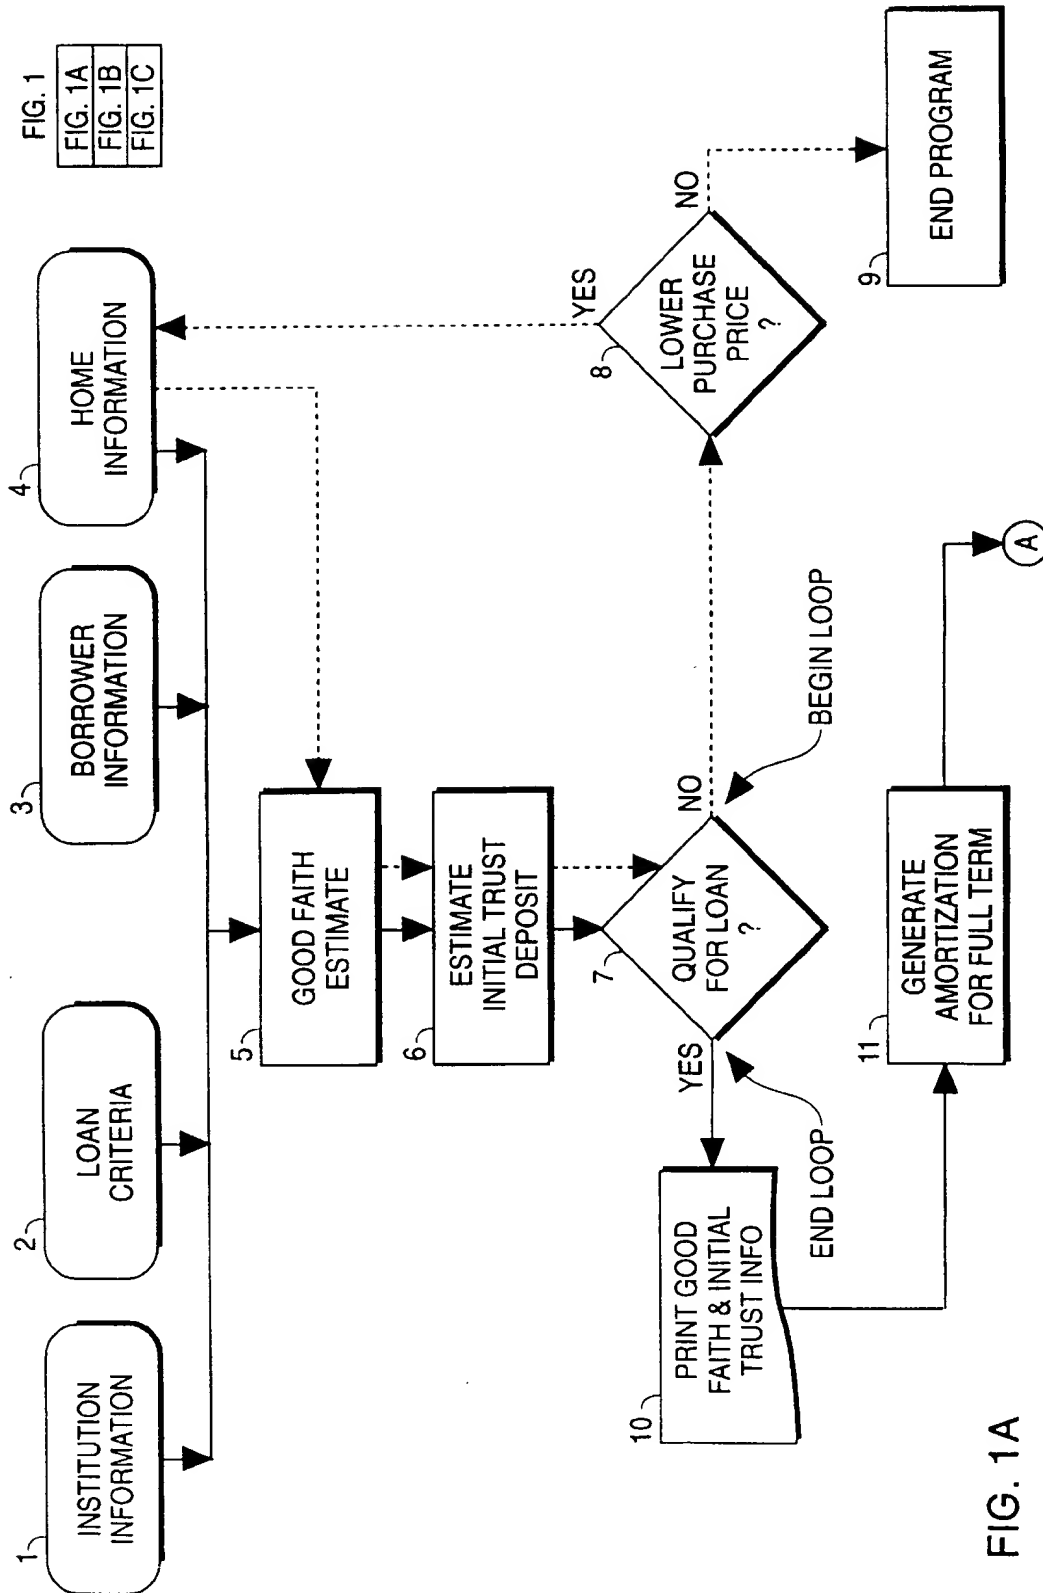 FIG. 1
FIG. 1A
FIG. 1B
FIG. 1C
1
INSTITUTION
INFORMATION
2
LOAN
CRITERIA
3
BORROWER
INFORMATION
4
HOME
INFORMATION
5
GOOD FAITH
ESTIMATE
6
ESTIMATE
INITIAL TRUST
DEPOSIT
7
QUALIFY
FOR LOAN
?
YES
NO
END LOOP
BEGIN LOOP
8
LOWER
PURCHASE
PRICE
?
YES
NO
9
END PROGRAM
10
PRINT GOOD
FAITH & INITIAL
TRUST INFO
11
GENERATE
AMORTIZATION
FOR FULL TERM
A
FIG. 1A